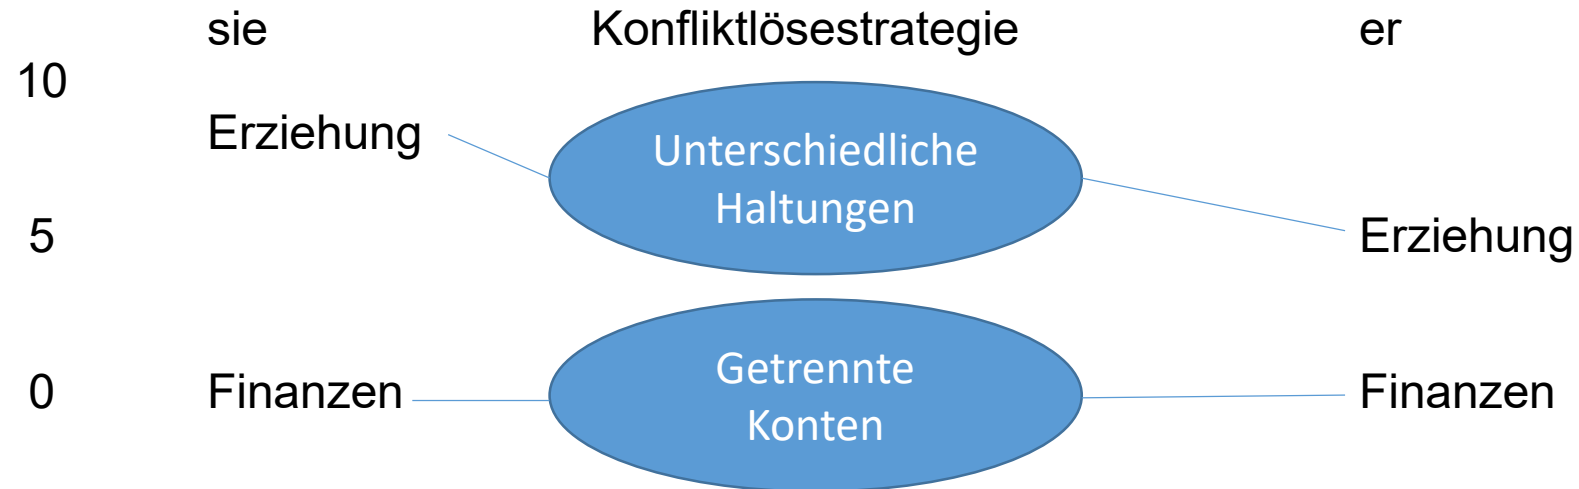 sie Konfliktlösestrategie er
10
Erziehung Unterschiedliche
Haltungen
5 Erziehung
0 Finanzen Getrennte
Konten Finanzen